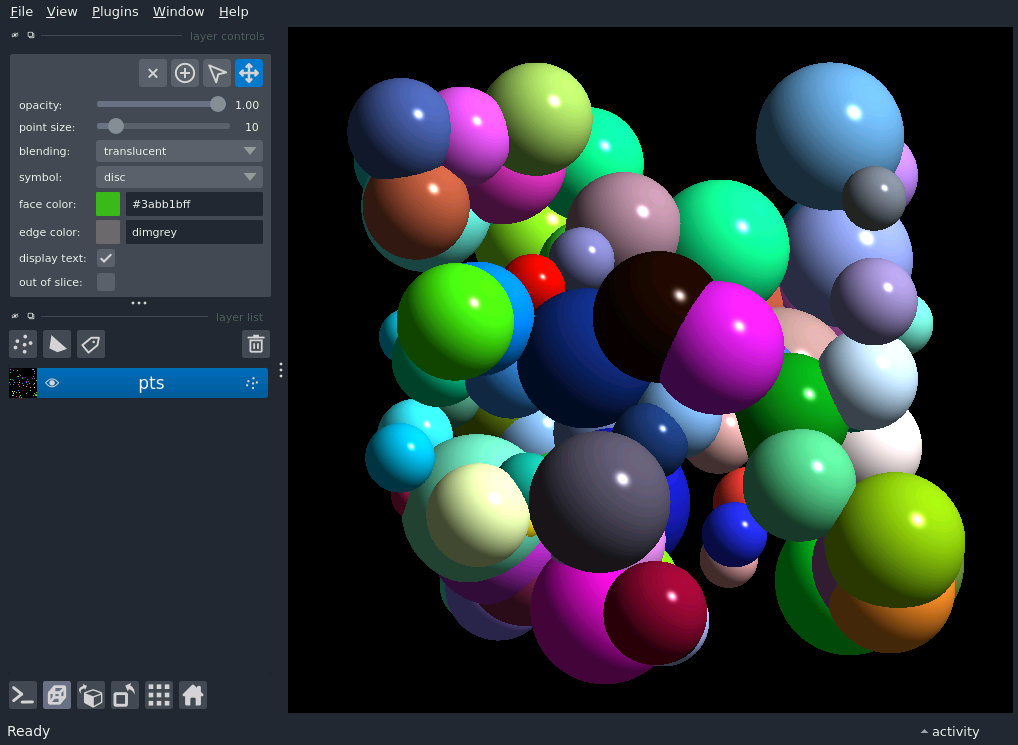 File View Plugins Window Help
layer controls
opacity: 1.00
point size: 10
blending: translucent
symbol: disc
face color: #3abb1bff
edge color: dimgrey
display text:
out of slice:
layer list
pts
Ready
activity